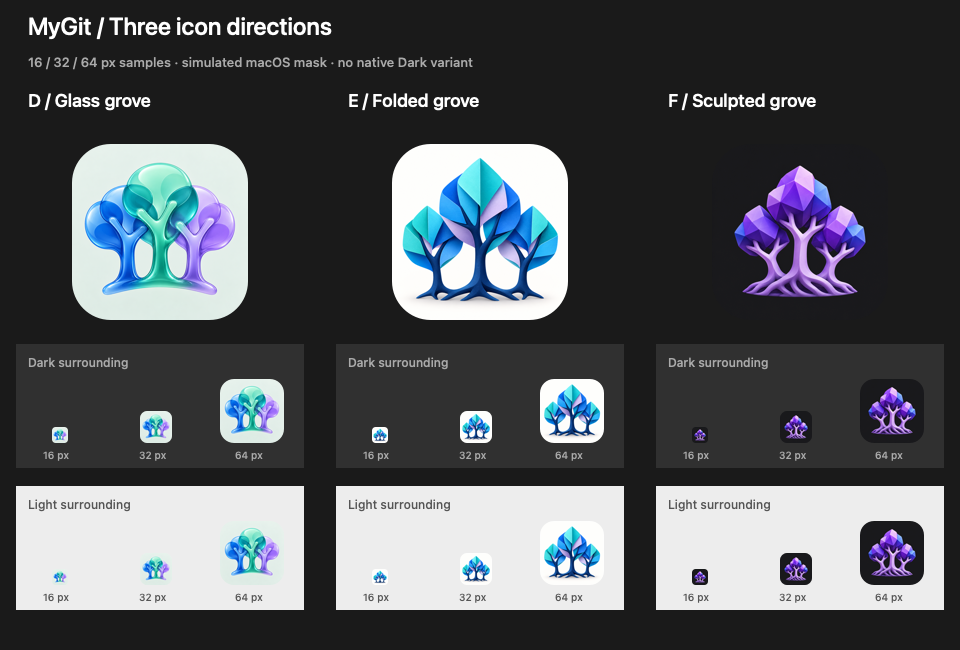 MyGit / Three icon directions
16 / 32 / 64 px samples · simulated macOS mask · no native Dark variant
D / Glass grove
E / Folded grove
F / Sculpted grove
Dark surrounding
Dark surrounding
Dark surrounding
16 px
32 px
64 px
16 px
32 px
64 px
16 px
32 px
64 px
Light surrounding
Light surrounding
Light surrounding
16 px
32 px
64 px
16 px
32 px
64 px
16 px
32 px
64 px